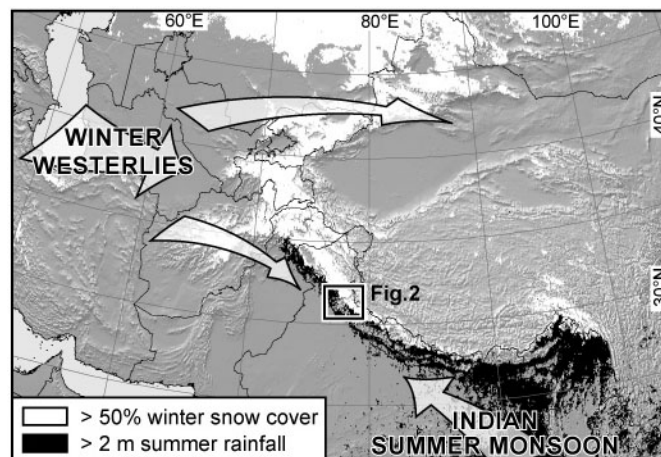 60°E
80°E
100°E
40°N
WINTER
WESTERLIES
30°N
Fig.2
> 50% winter snow cover
> 2 m summer rainfall
INDIAN
SUMMER MONSOON